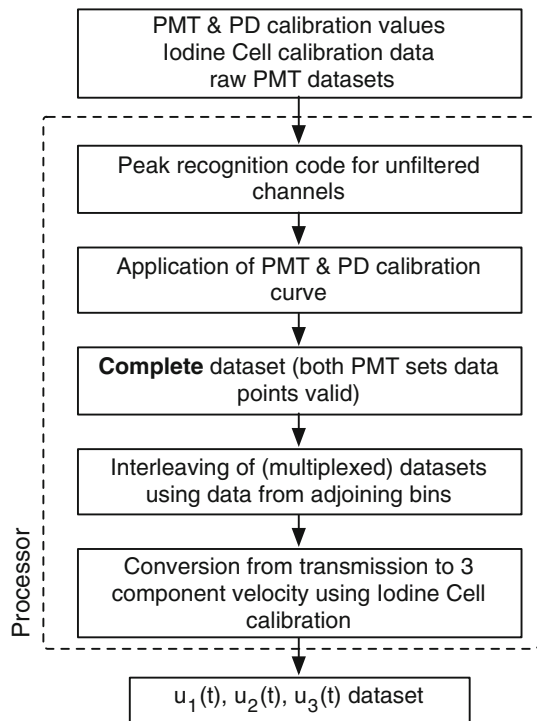 PMT & PD calibration values
Iodine Cell calibration data
raw PMT datasets
Peak recognition code for unfiltered
channels
Application of PMT & PD calibration
curve
Complete dataset (both PMT sets data
points valid)
Interleaving of (multiplexed) datasets
using data from adjoining bins
Conversion from transmission to 3
component velocity using Iodine Cell
calibration
Processor
u₁(t), u₂(t), u₃(t) dataset